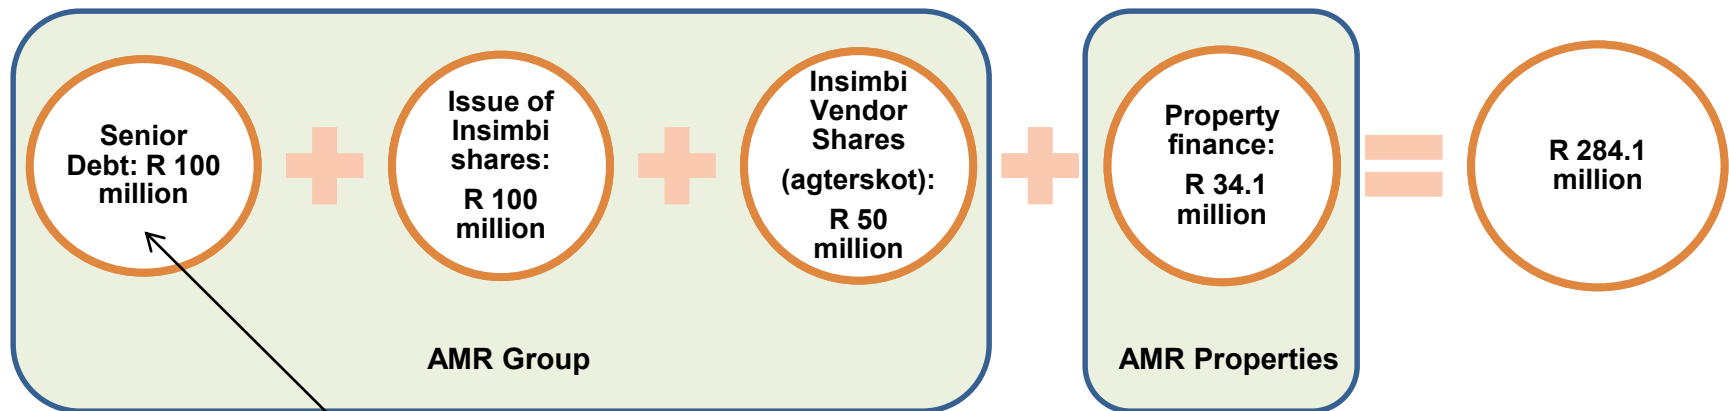 Senior
Debt: R 100
million
Issue of
Insimbi
shares:
R 100
million
Insimbi
Vendor
Shares
(agterskot):
R 50
million
AMR Group
Property
finance:
R 34.1
million
AMR Properties
R 284.1
million